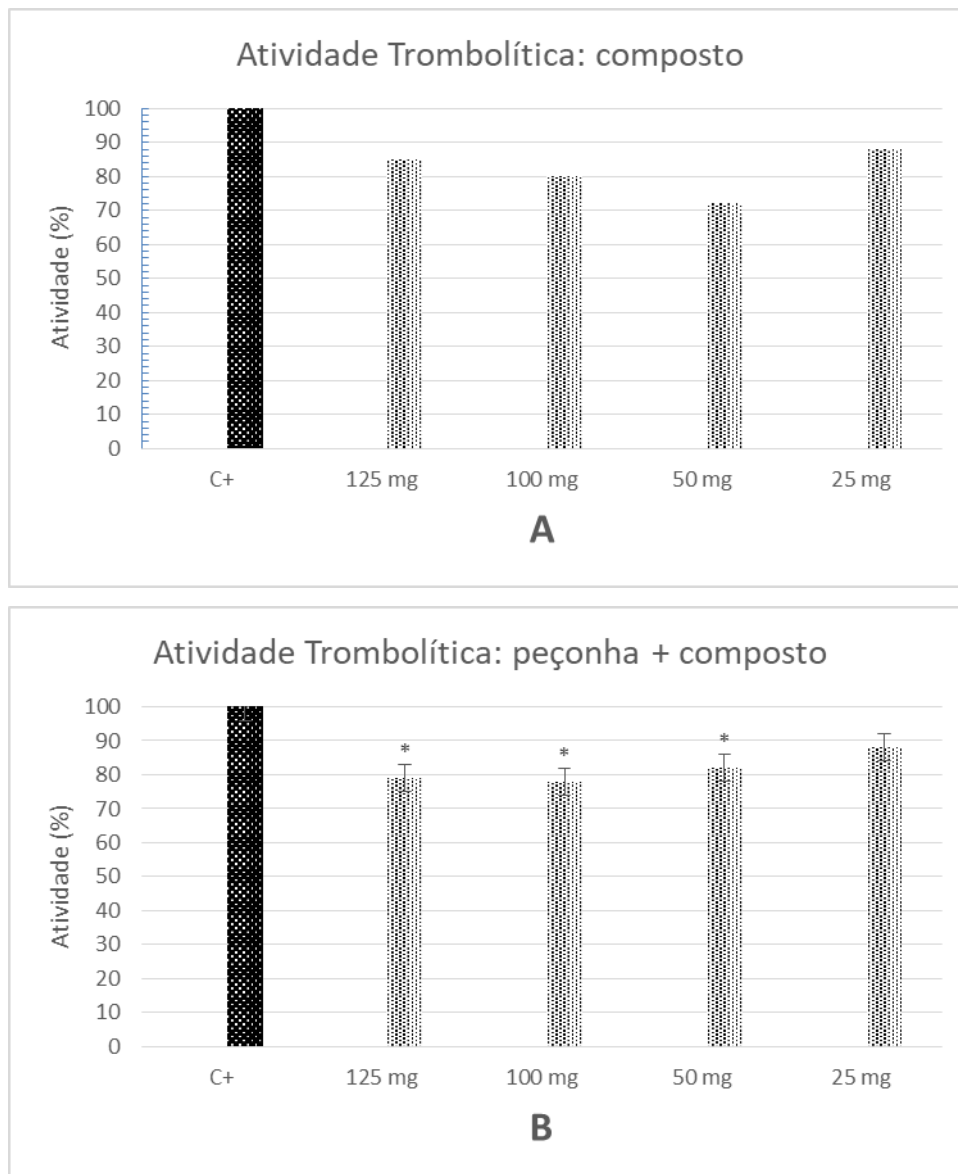 Atividade Trombolítica: composto
Atividade (%)
100
90
80
70
60
50
40
30
20
10
0
C+ 125 mg 100 mg 50 mg 25 mg
A
Atividade Trombolítica: peçonha + composto
Atividade (%)
100
90
80
70
60
50
40
30
20
10
0
* * *
C+ 125 mg 100 mg 50 mg 25 mg
B